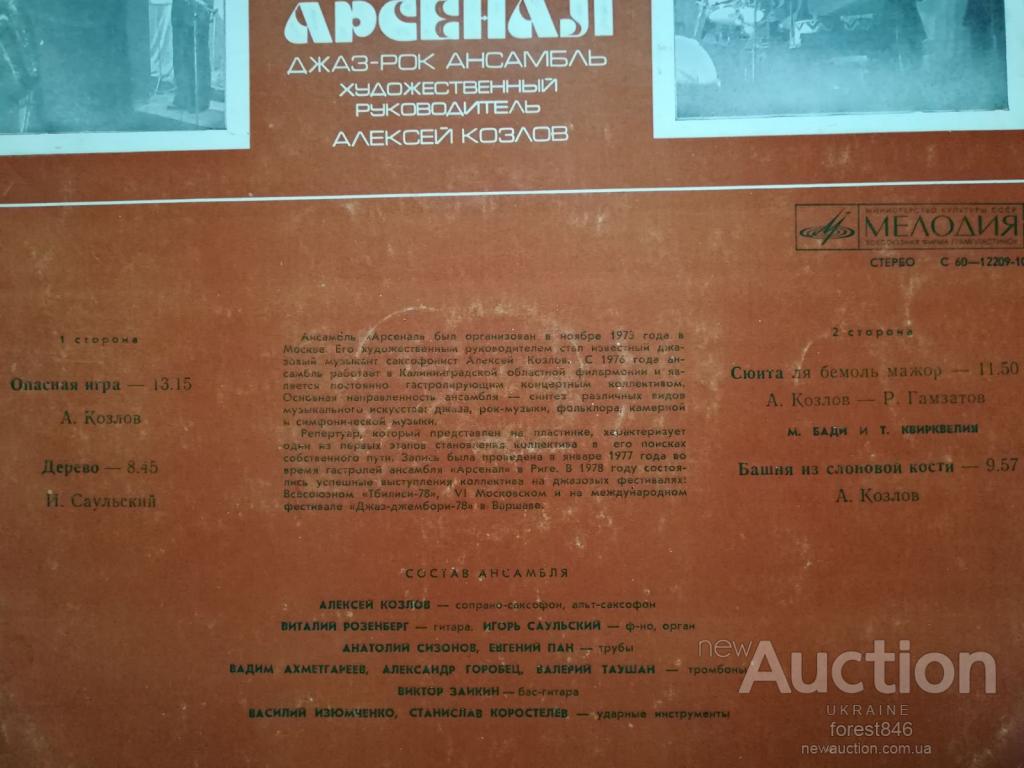 АРСЕНАЛ
ДЖАЗ-РОК АНСАМБЛЬ
ХУДОЖЕСТВЕННЫЙ
РУКОВОДИТЕЛЬ
АЛЕКСЕЙ КОЗЛОВ
МИНИСТЕРСТВО КУЛЬТУРЫ СССР
МЕЛОДИЯ
ВСЕСОЮЗНАЯ ФИРМА ГРАМПЛАСТИНОК
СТЕРЕО С 60—12209-10
1 сторона
Опасная игра — 13.15
А. Козлов
Дерево — 8.45
И. Саульский
Ансамбль «Арсенал» был организован в ноябре 1973 года в
Москве. Его художественным руководителем стал известный джа-
зовый музыкант саксофонист Алексей Козлов. С 1976 года ан-
самбль работает в Калининградской областной филармонии и яв-
ляется постоянно гастролирующим концертным коллективом.
Основная направленность ансамбля — синтез различных видов
музыкального искусства: джаза, рок-музыки, фольклора, камерной
и симфонической музыки.
Репертуар, который представлен на пластинке, характеризует
один из первых этапов становления коллектива в его поисках
собственного пути. Запись была проведена в январе 1977 года во
время гастролей ансамбля «Арсенал» в Риге. В 1978 году состоя-
лись успешные выступления коллектива на джазовых фестивалях:
Всесоюзном «Тбилиси-78», VI Московском и на международном
фестивале «Джаз-джембори-78» в Варшаве.
2 сторона
Сюита ля бемоль мажор — 11.50
А. Козлов — Р. Гамзатов
М. БАДИ И Т. КВИРКВЕЛИЯ
Башня из слоновой кости — 9.57
А. Козлов
СОСТАВ АНСАМБЛЯ
АЛЕКСЕЙ КОЗЛОВ — сопрано-саксофон, альт-саксофон
ВИТАЛИЙ РОЗЕНБЕРГ — гитара, ИГОРЬ САУЛЬСКИЙ — ф-но, орган
АНАТОЛИЙ СИЗОНОВ, ЕВГЕНИЙ ПАН — трубы
ВАДИМ АХМЕТГАРЕЕВ, АЛЕКСАНДР ГОРОБЕЦ, ВАЛЕРИЙ ТАУШАН — тромбоны
ВИКТОР ЗАИКИН — бас-гитара
ВАСИЛИЙ ИЗЮМЧЕНКО, СТАНИСЛАВ КОРОСТЕЛЕВ — ударные инструменты
newAuction
UKRAINE
forest846
newauction.com.ua